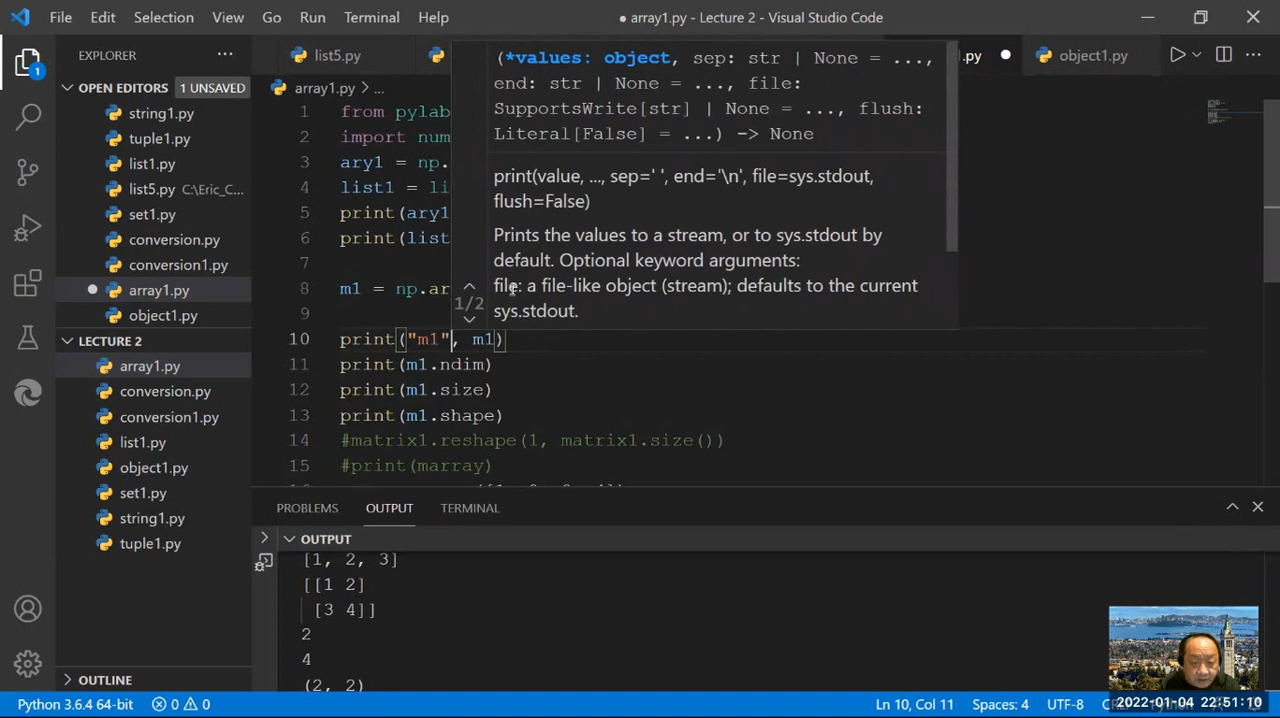 File Edit Selection View Go Run Terminal Help
● array1.py - Lecture 2 - Visual Studio Code
EXPLORER
OPEN EDITORS 1 UNSAVED
string1.py
tuple1.py
list1.py
list5.py C:\Eric_C...
set1.py
conversion.py
conversion1.py
array1.py
object1.py
LECTURE 2
array1.py
conversion.py
conversion1.py
list1.py
object1.py
set1.py
string1.py
tuple1.py
OUTLINE
list5.py
.py ● object1.py
array1.py > ...
1 from pylab
2 import num
3 ary1 = np.
4 list1 = li
5 print(ary1
6 print(list
7
8 m1 = np.ar
10 print("m1", m1)
11 print(m1.ndim)
12 print(m1.size)
13 print(m1.shape)
14 #matrix1.reshape(1, matrix1.size())
15 #print(marray)
(*values: object, sep: str | None = ...,
end: str | None = ..., file:
SupportsWrite[str] | None = ..., flush:
Literal[False] = ...) -> None
print(value, ..., sep=' ', end='\n', file=sys.stdout,
flush=False)
Prints the values to a stream, or to sys.stdout by
default. Optional keyword arguments:
file: a file-like object (stream); defaults to the current
sys.stdout.
1/2
PROBLEMS OUTPUT TERMINAL
OUTPUT
[1, 2, 3]
[[1 2]
[3 4]]
2
4
(2, 2)
Python 3.6.4 64-bit 0 0
Ln 10, Col 11 Spaces: 4 UTF-8
2022-01-04 22:51:10